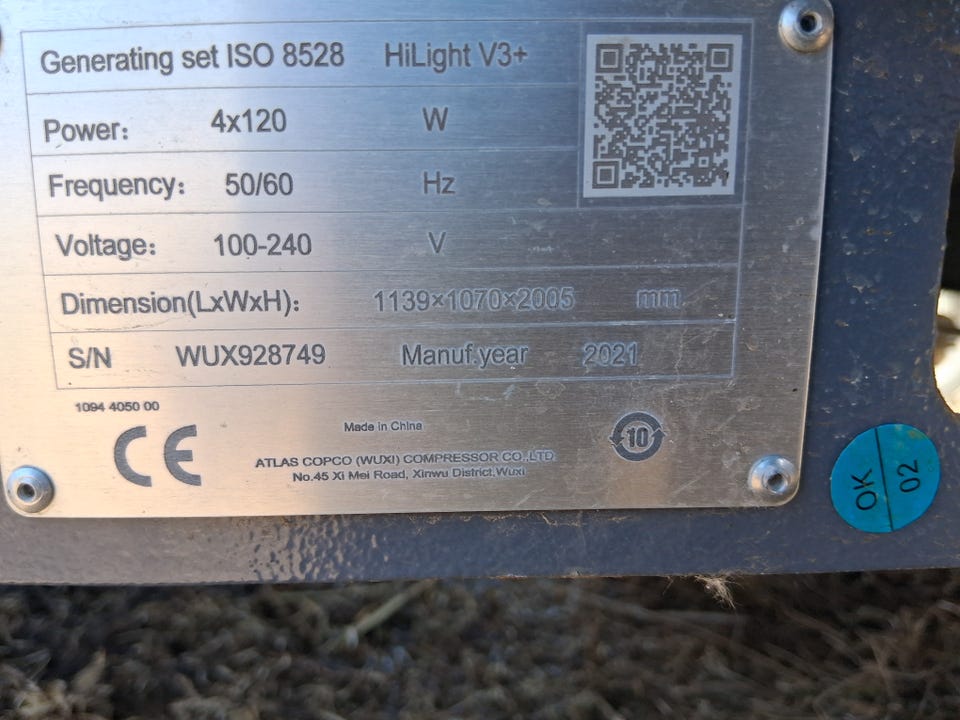 Generating set ISO 8528 HiLight V3+
Power: 4x120 W
Frequency: 50/60 Hz
Voltage: 100-240 V
Dimension(LxWxH): 1139×1070×2005 mm
S/N WUX928749 Manuf.year 2021
1094 4050 00
Made in China
CE
10
ATLAS COPCO (WUXI) COMPRESSOR CO.,LTD
No.45 Xi Mei Road, Xinwu District,Wuxi
OK
02